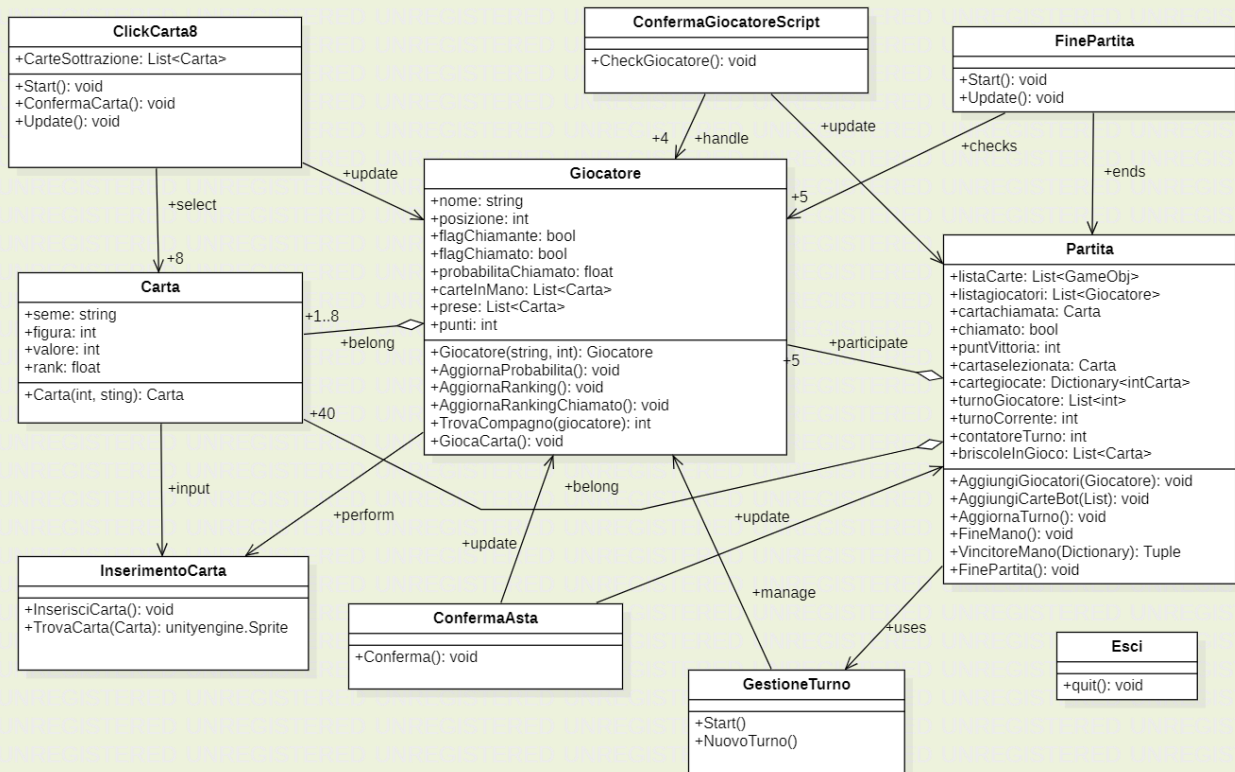 ClickCarta8
+CarteSottrazione: List<Carta>
+Start(): void
+ConfermaCarta(): void
+Update(): void
ConfermaGiocatoreScript
+CheckGiocatore(): void
FinePartita
+Start(): void
+Update(): void
+update
+select
+8
+4
+handle
+update
+checks
+5
+ends
Giocatore
+nome: string
+posizione: int
+flagChiamante: bool
+flagChiamato: bool
+probabilitaChiamato: float
+carteInMano: List<Carta>
+prese: List<Carta>
+punti: int
+Giocatore(string, int): Giocatore
+AggiornaProbabilita(): void
+AggiornaRanking(): void
+AggiornaRankingChiamato(): void
+TrovaCompagno(giocatore): int
+GiocaCarta(): void
Carta
+seme: string
+figura: int
+valore: int
+rank: float
+Carta(int, sting): Carta
+1..8
+belong
+40
+participate
+5
Partita
+listaCarte: List<GameObj>
+listagiocatori: List<Giocatore>
+cartachiamata: Carta
+chiamato: bool
+puntVittoria: int
+cartaselezionata: Carta
+cartegiocate: Dictionary<intCarta>
+turnoGiocatore: List<int>
+turnoCorrente: int
+contatoreTurno: int
+briscoleInGioco: List<Carta>
+AggiungiGiocatori(Giocatore): void
+AggiungiCarteBot(List): void
+AggiornaTurno(): void
+FineMano(): void
+VincitoreMano(Dictionary): Tuple
+FinePartita(): void
+input
+perform
+belong
+update
+update
+manage
+uses
InserimentoCarta
+InserisciCarta(): void
+TrovaCarta(Carta): unityengine.Sprite
ConfermaAsta
+Conferma(): void
GestioneTurno
+Start()
+NuovoTurno()
Esci
+quit(): void